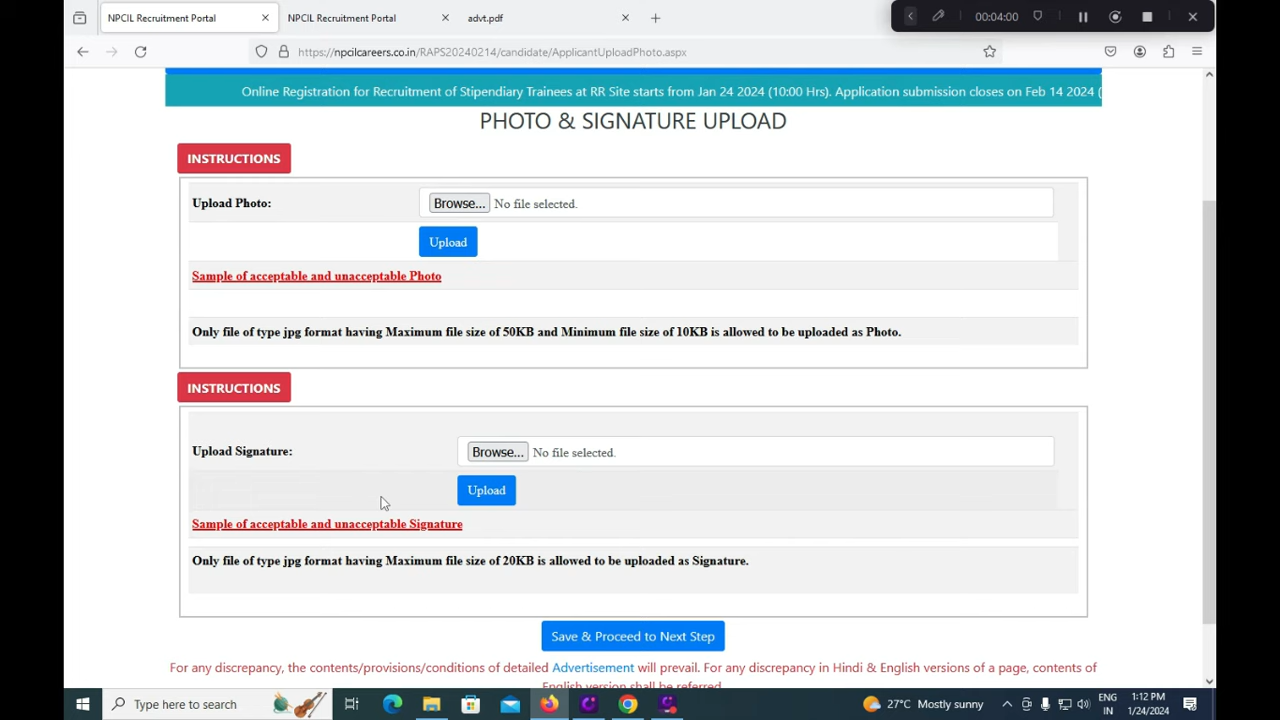 NPCIL Recruitment Portal
NPCIL Recruitment Portal
advt.pdf
00:04:00
https://npcilcareers.co.in/RAPS20240214/candidate/ApplicantUploadPhoto.aspx
Online Registration for Recruitment of Stipendiary Trainees at RR Site starts from Jan 24 2024 (10:00 Hrs). Application submission closes on Feb 14 2024 (
PHOTO & SIGNATURE UPLOAD
INSTRUCTIONS
Upload Photo: Browse... No file selected.
Upload
Sample of acceptable and unacceptable Photo
Only file of type jpg format having Maximum file size of 50KB and Minimum file size of 10KB is allowed to be uploaded as Photo.
INSTRUCTIONS
Upload Signature: Browse... No file selected.
Upload
Sample of acceptable and unacceptable Signature
Only file of type jpg format having Maximum file size of 20KB is allowed to be uploaded as Signature.
Save & Proceed to Next Step
For any discrepancy, the contents/provisions/conditions of detailed Advertisement will prevail. For any discrepancy in Hindi & English versions of a page, contents of
English version shall be referred
Type here to search
27°C Mostly sunny
ENG
IN
1:12 PM
1/24/2024